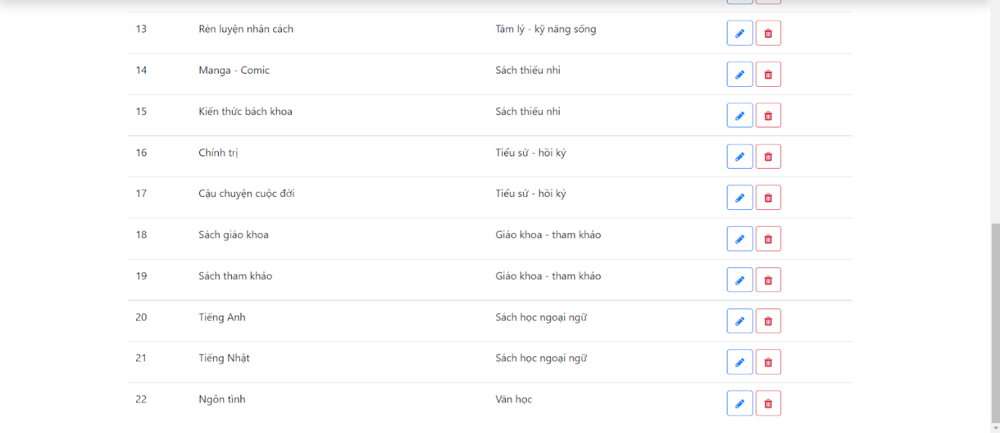 13 Rèn luyện nhân cách Tâm lý - kỹ năng sống
14 Manga - Comic Sách thiếu nhi
15 Kiến thức bách khoa Sách thiếu nhi
16 Chính trị Tiểu sử - hồi ký
17 Cậu chuyện cuộc đời Tiểu sử - hồi ký
18 Sách giáo khoa Giáo khoa - tham khảo
19 Sách tham khảo Giáo khoa - tham khảo
20 Tiếng Anh Sách học ngoại ngữ
21 Tiếng Nhật Sách học ngoại ngữ
22 Ngôn tình Văn học